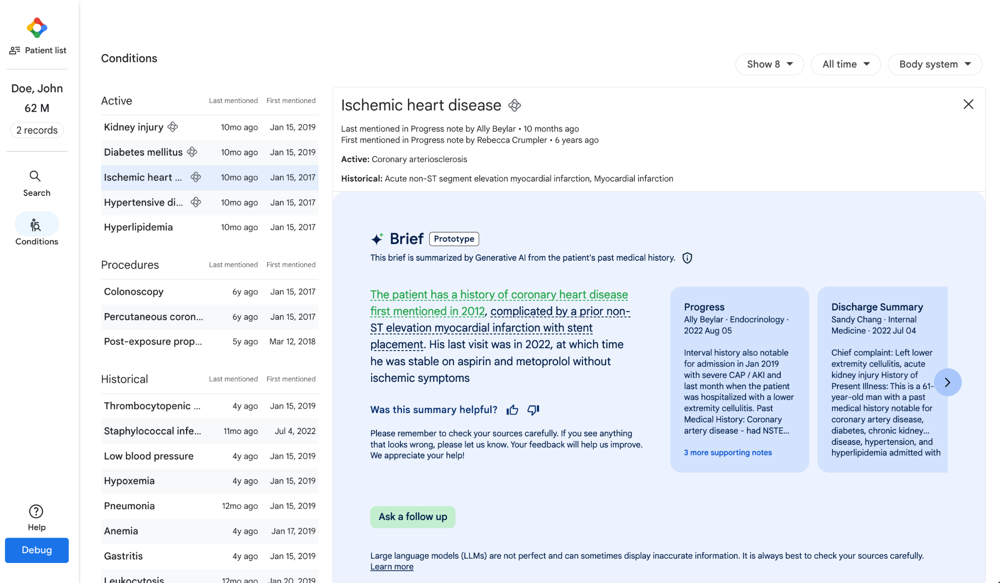 Patient list
Doe, John
62 M
2 records
Search
Conditions
Help
Debug
Conditions
Show 8
All time
Body system
Active Last mentioned First mentioned
Kidney injury 10mo ago Jan 15, 2019
Diabetes mellitus 10mo ago Jan 15, 2019
Ischemic heart ... 10mo ago Jan 15, 2017
Hypertensive di... 10mo ago Jan 15, 2017
Hyperlipidemia 10mo ago Jan 15, 2017
Procedures Last mentioned First mentioned
Colonoscopy 6y ago Jan 15, 2017
Percutaneous coron... 6y ago Jan 15, 2017
Post-exposure prop... 5y ago Mar 12, 2018
Historical Last mentioned First mentioned
Thrombocytopenic ... 4y ago Jan 15, 2019
Staphylococcal infe... 11mo ago Jul 4, 2022
Low blood pressure 4y ago Jan 15, 2019
Hypoxemia 4y ago Jan 15, 2019
Pneumonia 12mo ago Jan 15, 2019
Anemia 4y ago Jan 17, 2019
Gastritis 4y ago Jan 15, 2019
Leukocytosis 12mo ago Jan 20, 2019
Ischemic heart disease
Last mentioned in Progress note by Ally Beylar • 10 months ago
First mentioned in Progress note by Rebecca Crumpler • 6 years ago
Active: Coronary arteriosclerosis
Historical: Acute non-ST segment elevation myocardial infarction, Myocardial infarction
Brief Prototype
This brief is summarized by Generative AI from the patient's past medical history.
The patient has a history of coronary heart disease
first mentioned in 2012, complicated by a prior non-
ST elevation myocardial infarction with stent
placement. His last visit was in 2022, at which time
he was stable on aspirin and metoprolol without
ischemic symptoms
Was this summary helpful?
Please remember to check your sources carefully. If you see anything
that looks wrong, please let us know. Your feedback will help us improve.
We appreciate your help!
Progress
Ally Beylar · Endocrinology ·
2022 Aug 05
Interval history also notable
for admission in Jan 2019
with severe CAP / AKI and
last month when the patient
was hospitalized with a lower
extremity cellulitis. Past
Medical History: Coronary
artery disease - had NSTE...
3 more supporting notes
Discharge Summary
Sandy Chang · Internal
Medicine · 2022 Jul 04
Chief complaint: Left lower
extremity cellulitis, acute
kidney injury History of
Present Illness: This is a 61-
year-old man with a past
medical history notable for
coronary artery disease,
diabetes, chronic kidney...
disease, hypertension, and
hyperlipidemia admitted with
Ask a follow up
Large language models (LLMs) are not perfect and can sometimes display inaccurate information. It is always best to check your sources carefully.
Learn more